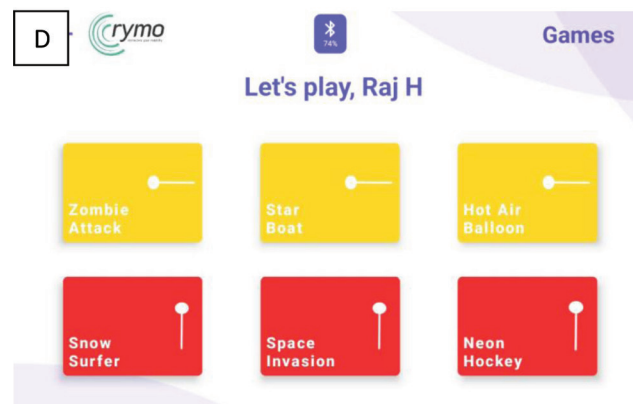 D
rymo
74%
Games
Let's play, Raj H
Zombie
Attack
Star
Boat
Hot Air
Balloon
Snow
Surfer
Space
Invasion
Neon
Hockey